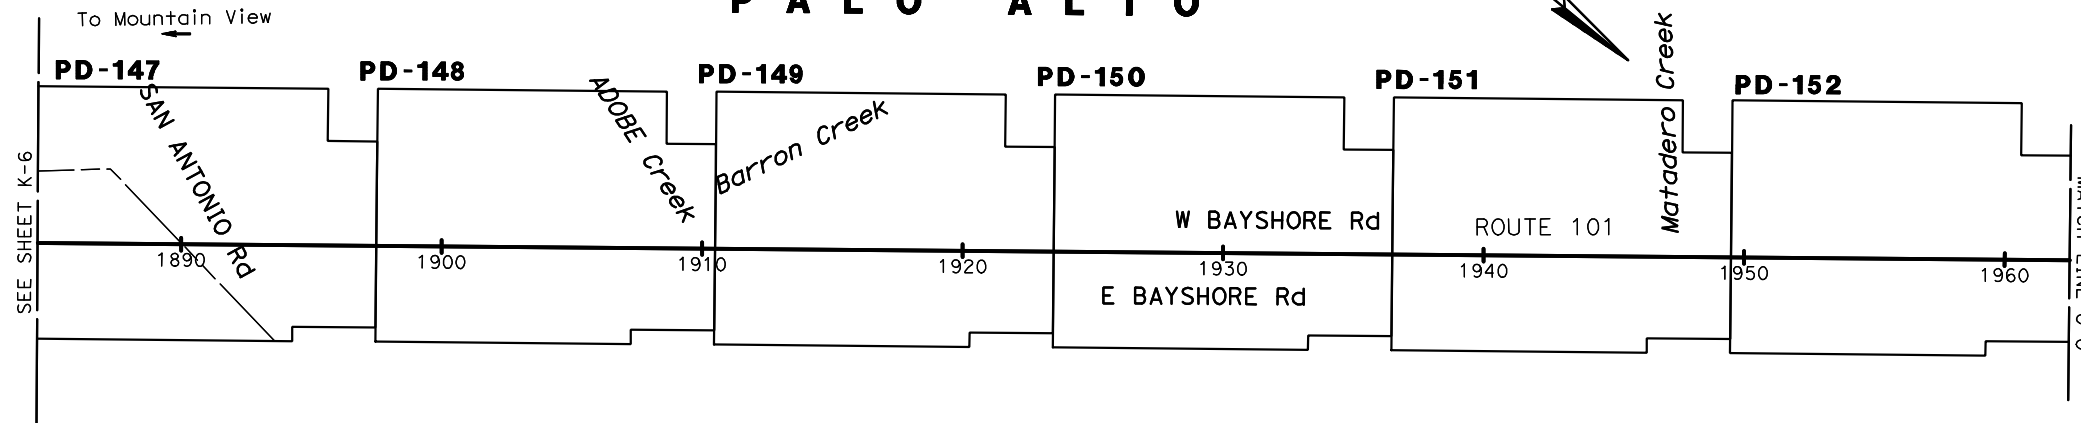 PALO ALTO
To Mountain View
PD-147
PD-148
PD-149
PD-150
PD-151
PD-152
SAN ANTONIO Rd
ADOBE Creek
Barron Creek
Matadero Creek
SEE SHEET K-6
W BAYSHORE Rd
ROUTE 101
1890
1900
1910
1920
1930
1940
1950
1960
E BAYSHORE Rd